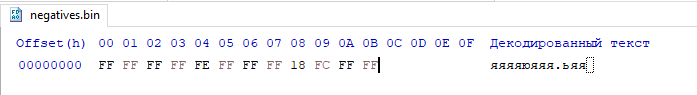 negatives.bin
Offset(h) 00 01 02 03 04 05 06 07 08 09 0A 0B 0C 0D 0E 0F Декодированный текст
00000000 FF FF FF FF FE FF FF FF 18 FC FF FF яяяяюяяя.ьяя